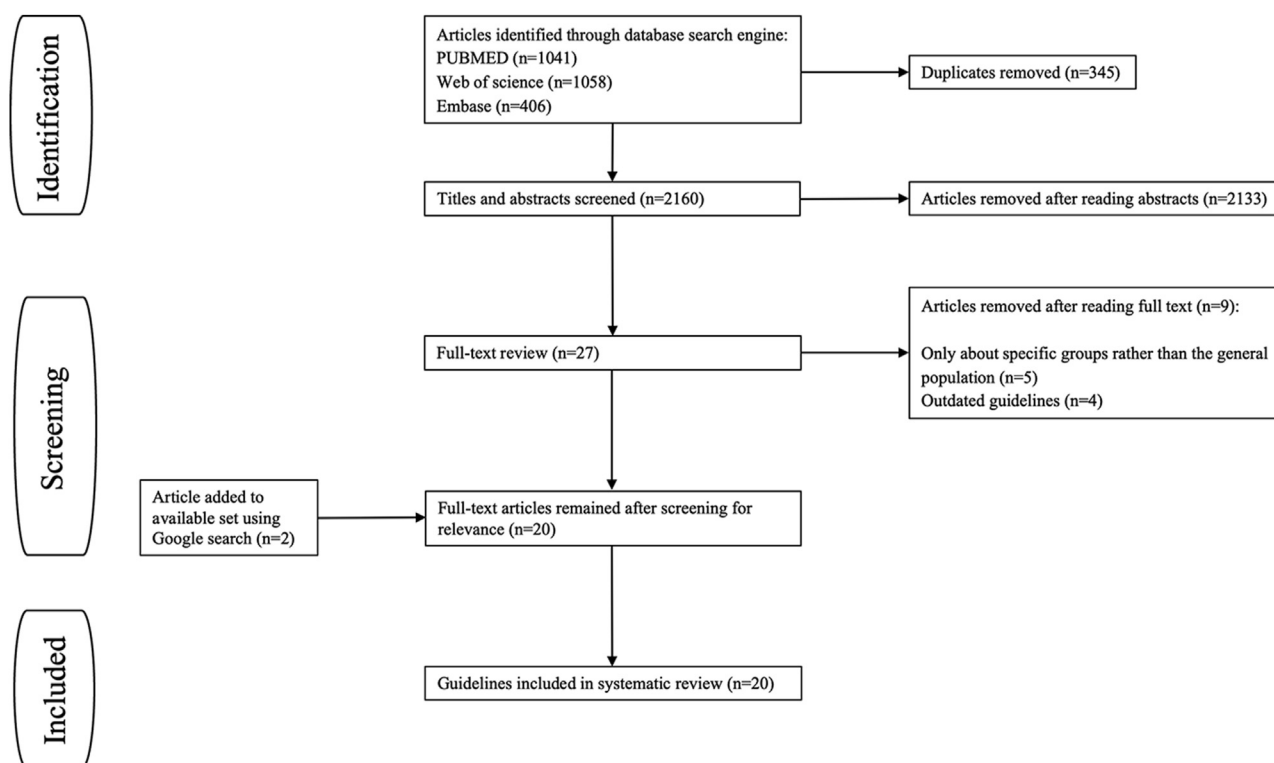 Identification
Articles identified through database search engine:
PUBMED (n=1041)
Web of science (n=1058)
Embase (n=406)
Duplicates removed (n=345)
Titles and abstracts screened (n=2160)
Articles removed after reading abstracts (n=2133)
Screening
Full-text review (n=27)
Articles removed after reading full text (n=9):
Only about specific groups rather than the general
population (n=5)
Outdated guidelines (n=4)
Article added to
available set using
Google search (n=2)
Full-text articles remained after screening for
relevance (n=20)
Included
Guidelines included in systematic review (n=20)